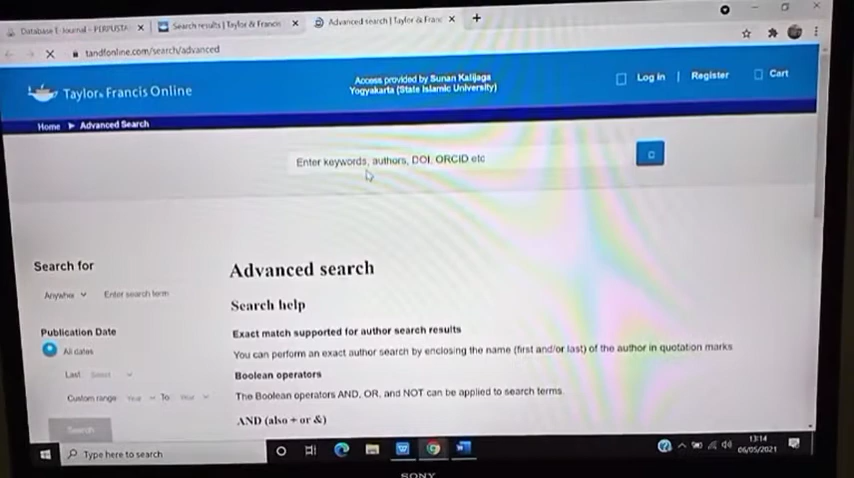 Database E-Journal - PERPUSTA
Search results | Taylor & Francis
Advanced search | Taylor & Franc
tandfonline.com/search/advanced
Taylor & Francis Online
Access provided by Sunan Kalijaga
Yogyakarta (State Islamic University)
Log in | Register
Cart
Home Advanced Search
Enter keywords, authors, DOI, ORCID etc
Search for
Anywhe
Enter search term
Publication Date
All dates
Last Select
Custom range Year To Year
Search
Advanced search
Search help
Exact match supported for author search results
You can perform an exact author search by enclosing the name (first and/or last) of the author in quotation marks
Boolean operators
The Boolean operators AND, OR, and NOT can be applied to search terms.
AND (also + or &)
Type here to search
13:14
06/05/2021
SONY